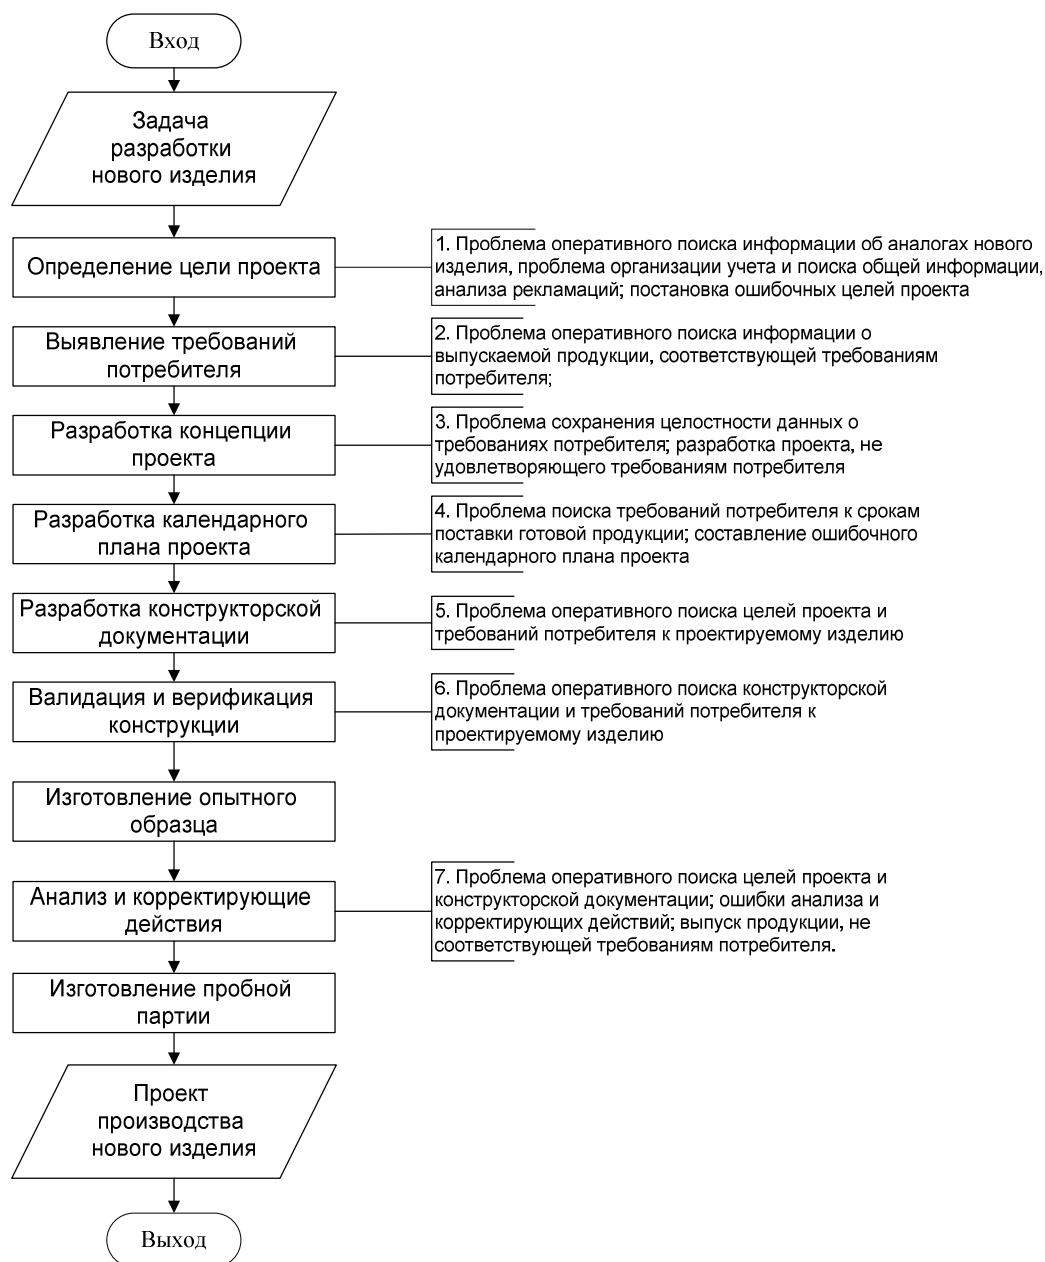 Вход
Задача
разработки
нового изделия
Определение цели проекта
1. Проблема оперативного поиска информации об аналогах нового
изделия, проблема организации учета и поиска общей информации,
анализа рекламаций; постановка ошибочных целей проекта
Выявление требований
потребителя
2. Проблема оперативного поиска информации о
выпускаемой продукции, соответствующей требованиям
потребителя;
Разработка концепции
проекта
3. Проблема сохранения целостности данных о
требованиях потребителя; разработка проекта, не
удовлетворяющего требованиям потребителя
Разработка календарного
плана проекта
4. Проблема поиска требований потребителя к срокам
поставки готовой продукции; составление ошибочного
календарного плана проекта
Разработка конструкторской
документации
5. Проблема оперативного поиска целей проекта и
требований потребителя к проектируемому изделию
Валидация и верификация
конструкции
6. Проблема оперативного поиска конструкторской
документации и требований потребителя к
проектируемому изделию
Изготовление опытного
образца
Анализ и корректирующие
действия
7. Проблема оперативного поиска целей проекта и
конструкторской документации; ошибки анализа и
корректирующих действий; выпуск продукции, не
соответствующей требованиям потребителя.
Изготовление пробной
партии
Проект
производства
нового изделия
Выход